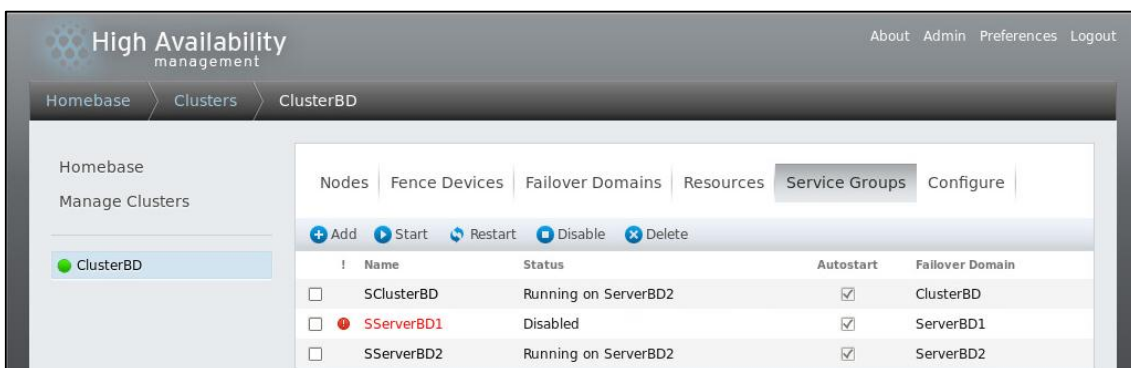 High Availability
management
About Admin Preferences Logout
Homebase Clusters ClusterBD
Homebase
Manage Clusters
ClusterBD
Nodes Fence Devices Failover Domains Resources Service Groups Configure
Add Start Restart Disable Delete
! Name Status Autostart Failover Domain
SClusterBD Running on ServerBD2 ClusterBD
SServerBD1 Disabled ServerBD1
SServerBD2 Running on ServerBD2 ServerBD2